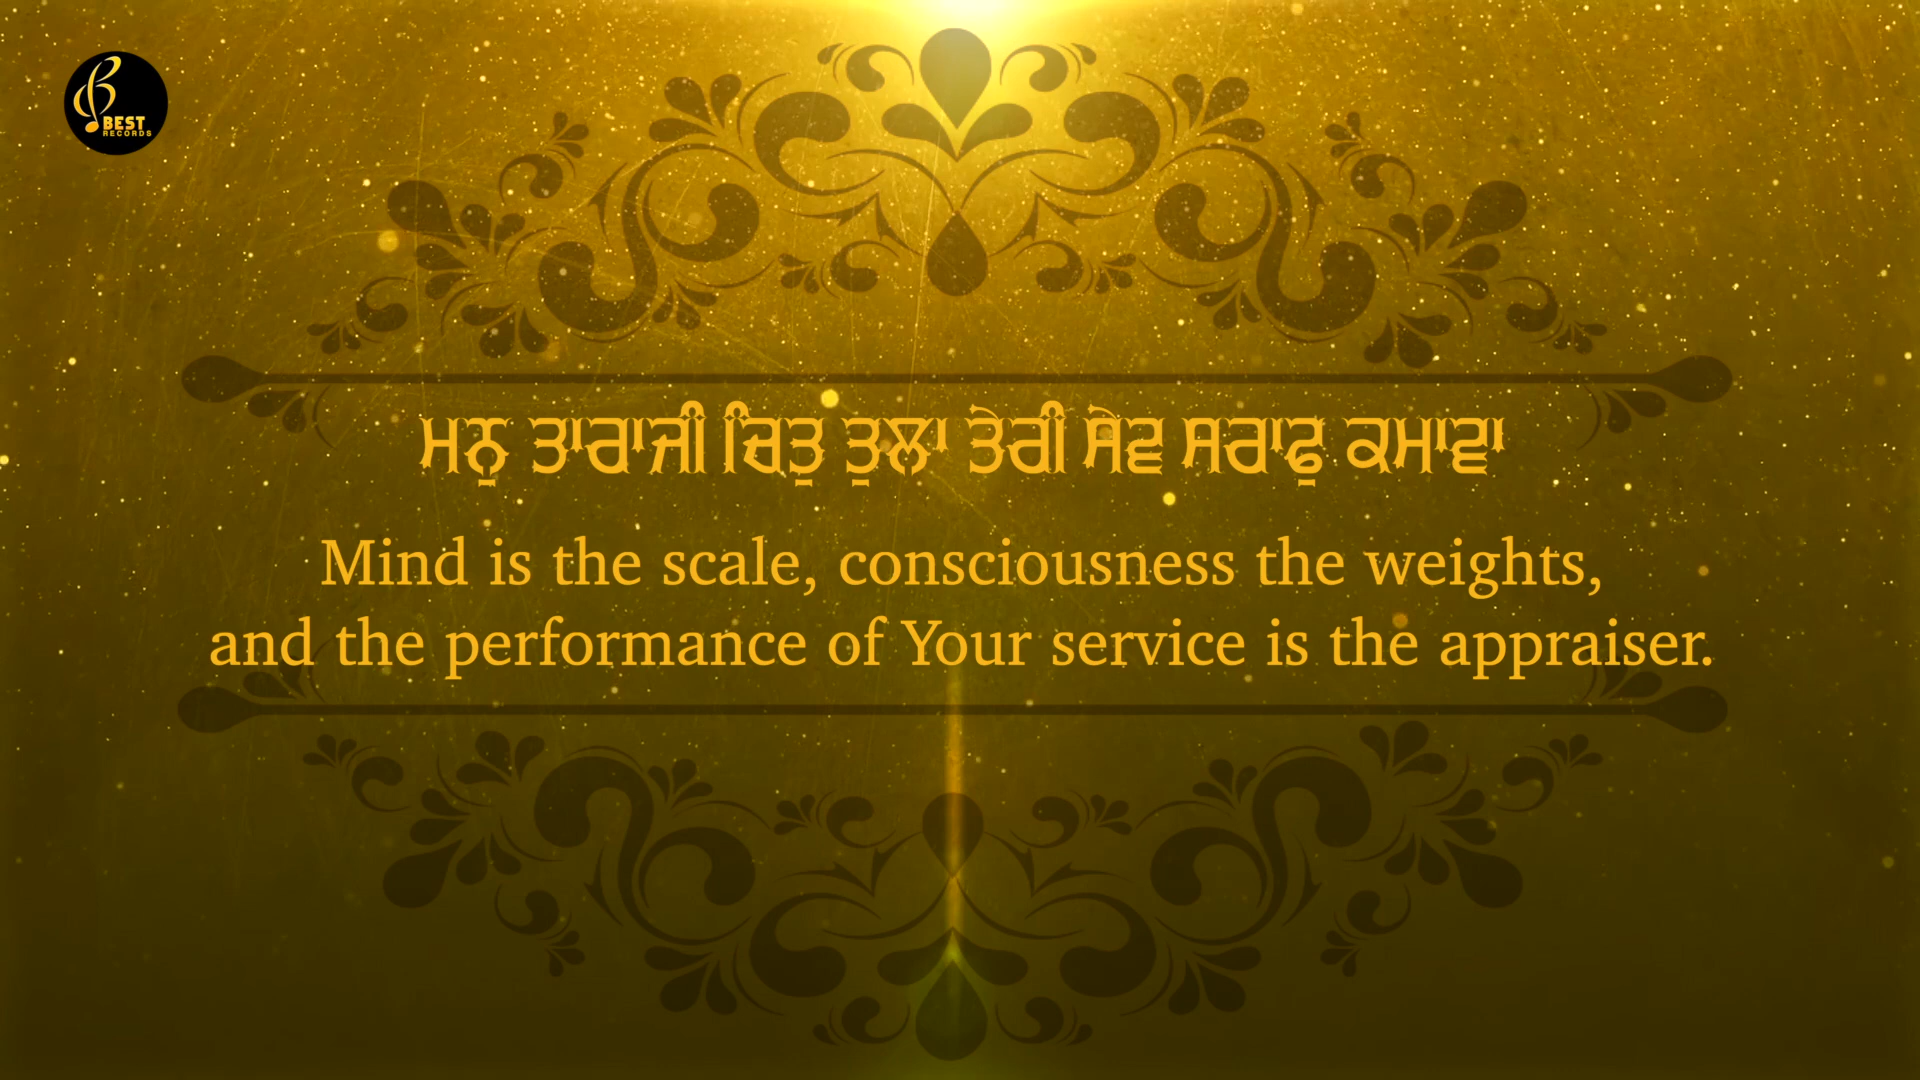 BEST
RECORDS
ਮਨੁ ਤਾਰਾਜੀ ਚਿਤੁ ਤੁਲਾ ਤੇਰੀ ਸੇਵ ਸਰਾਫੁ ਕਮਾਵਾ
Mind is the scale, consciousness the weights,
and the performance of Your service is the appraiser.